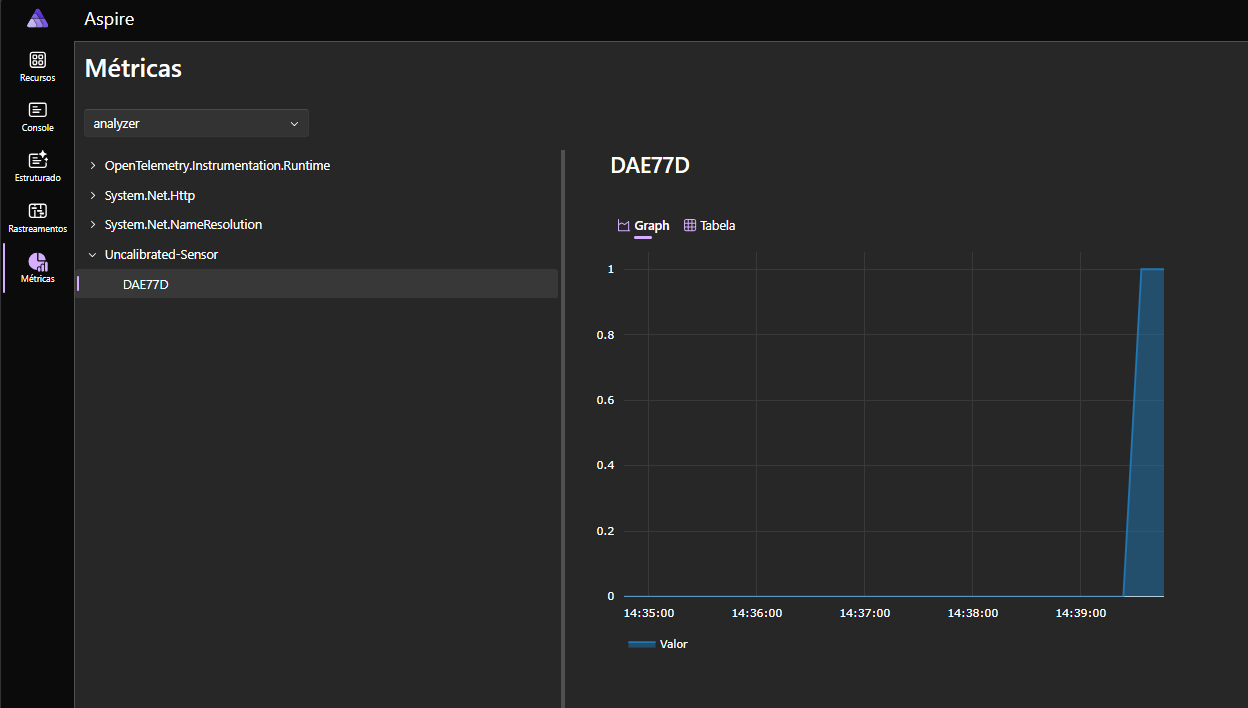 Aspire
Recursos
Console
Estruturado
Rastreamentos
Métricas
Métricas
analyzer
OpenTelemetry.Instrumentation.Runtime
System.Net.Http
System.Net.NameResolution
Uncalibrated-Sensor
DAE77D
DAE77D
Graph Tabela
1
0.8
0.6
0.4
0.2
0
14:35:00 14:36:00 14:37:00 14:38:00 14:39:00
Valor